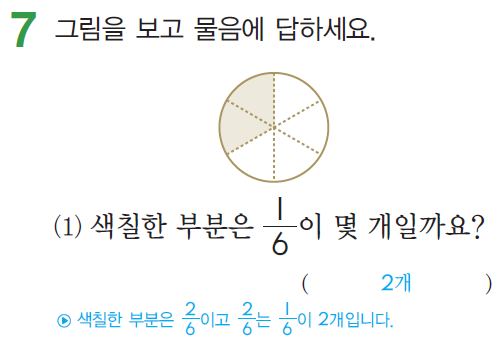 7 그림을 보고 물음에 답하세요.
(1) 색칠한 부분은 1/6이 몇 개일까요?
( 2개 )
▶ 색칠한 부분은 2/6이고 2/6는 1/6이 2개입니다.